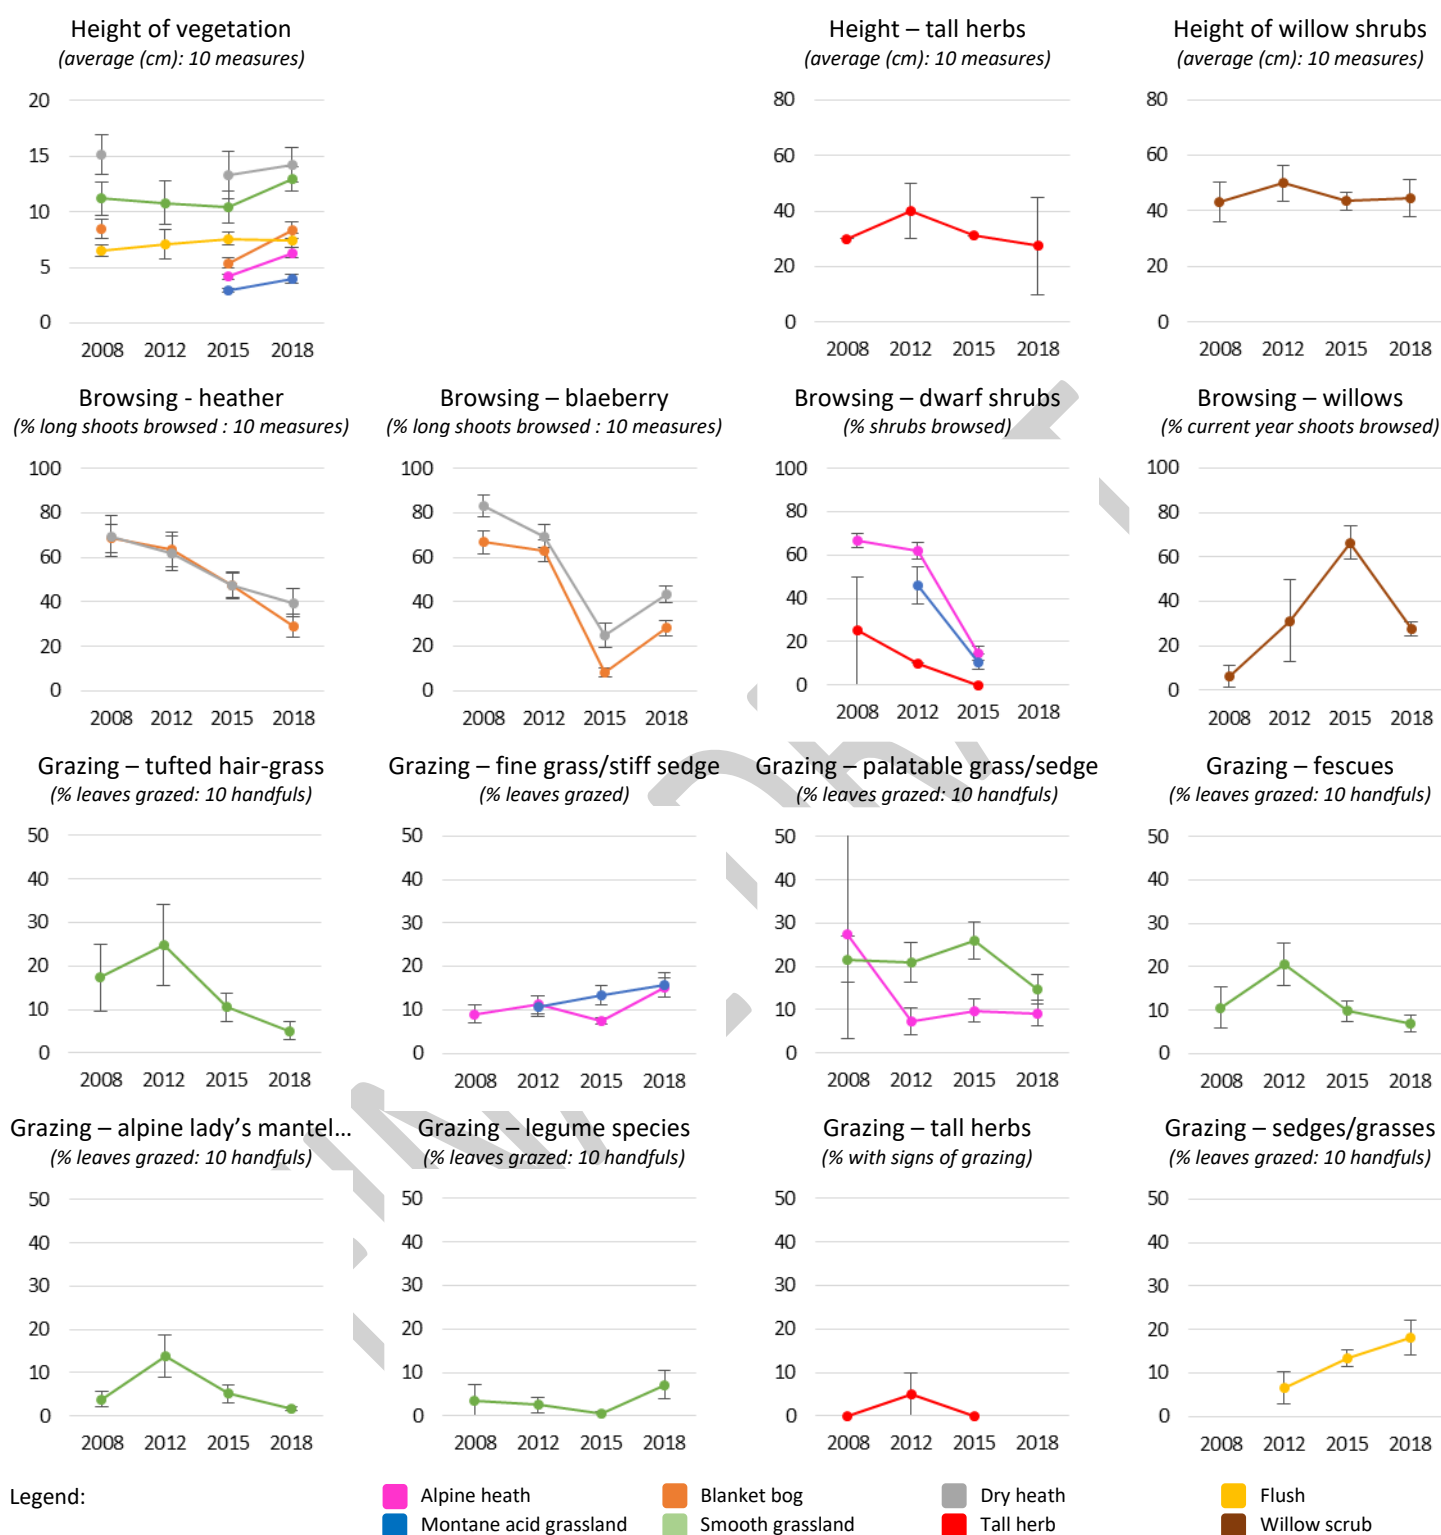 Height of vegetation
(average (cm): 10 measures)
20
15
10
5
0
2008 2012 2015 2018
Height – tall herbs
(average (cm): 10 measures)
80
60
40
20
0
2008 2012 2015 2018
Height of willow shrubs
(average (cm): 10 measures)
80
60
40
20
0
2008 2012 2015 2018
Browsing - heather
(% long shoots browsed : 10 measures)
100
80
60
40
20
0
2008 2012 2015 2018
Browsing – blaeberry
(% long shoots browsed : 10 measures)
100
80
60
40
20
0
2008 2012 2015 2018
Browsing – dwarf shrubs
(% shrubs browsed)
100
80
60
40
20
0
2008 2012 2015 2018
Browsing – willows
(% current year shoots browsed)
100
80
60
40
20
0
2008 2012 2015 2018
Grazing – tufted hair-grass
(% leaves grazed: 10 handfuls)
50
40
30
20
10
0
2008 2012 2015 2018
Grazing – fine grass/stiff sedge
(% leaves grazed)
50
40
30
20
10
0
2008 2012 2015 2018
Grazing – palatable grass/sedge
(% leaves grazed: 10 handfuls)
50
40
30
20
10
0
2008 2012 2015 2018
Grazing – fescues
(% leaves grazed: 10 handfuls)
50
40
30
20
10
0
2008 2012 2015 2018
Grazing – alpine lady’s mantel...
(% leaves grazed: 10 handfuls)
50
40
30
20
10
0
2008 2012 2015 2018
Grazing – legume species
(% leaves grazed: 10 handfuls)
50
40
30
20
10
0
2008 2012 2015 2018
Grazing – tall herbs
(% with signs of grazing)
50
40
30
20
10
0
2008 2012 2015 2018
Grazing – sedges/grasses
(% leaves grazed: 10 handfuls)
50
40
30
20
10
0
2008 2012 2015 2018
Legend:
Alpine heath
Blanket bog
Dry heath
Flush
Montane acid grassland
Smooth grassland
Tall herb
Willow scrub